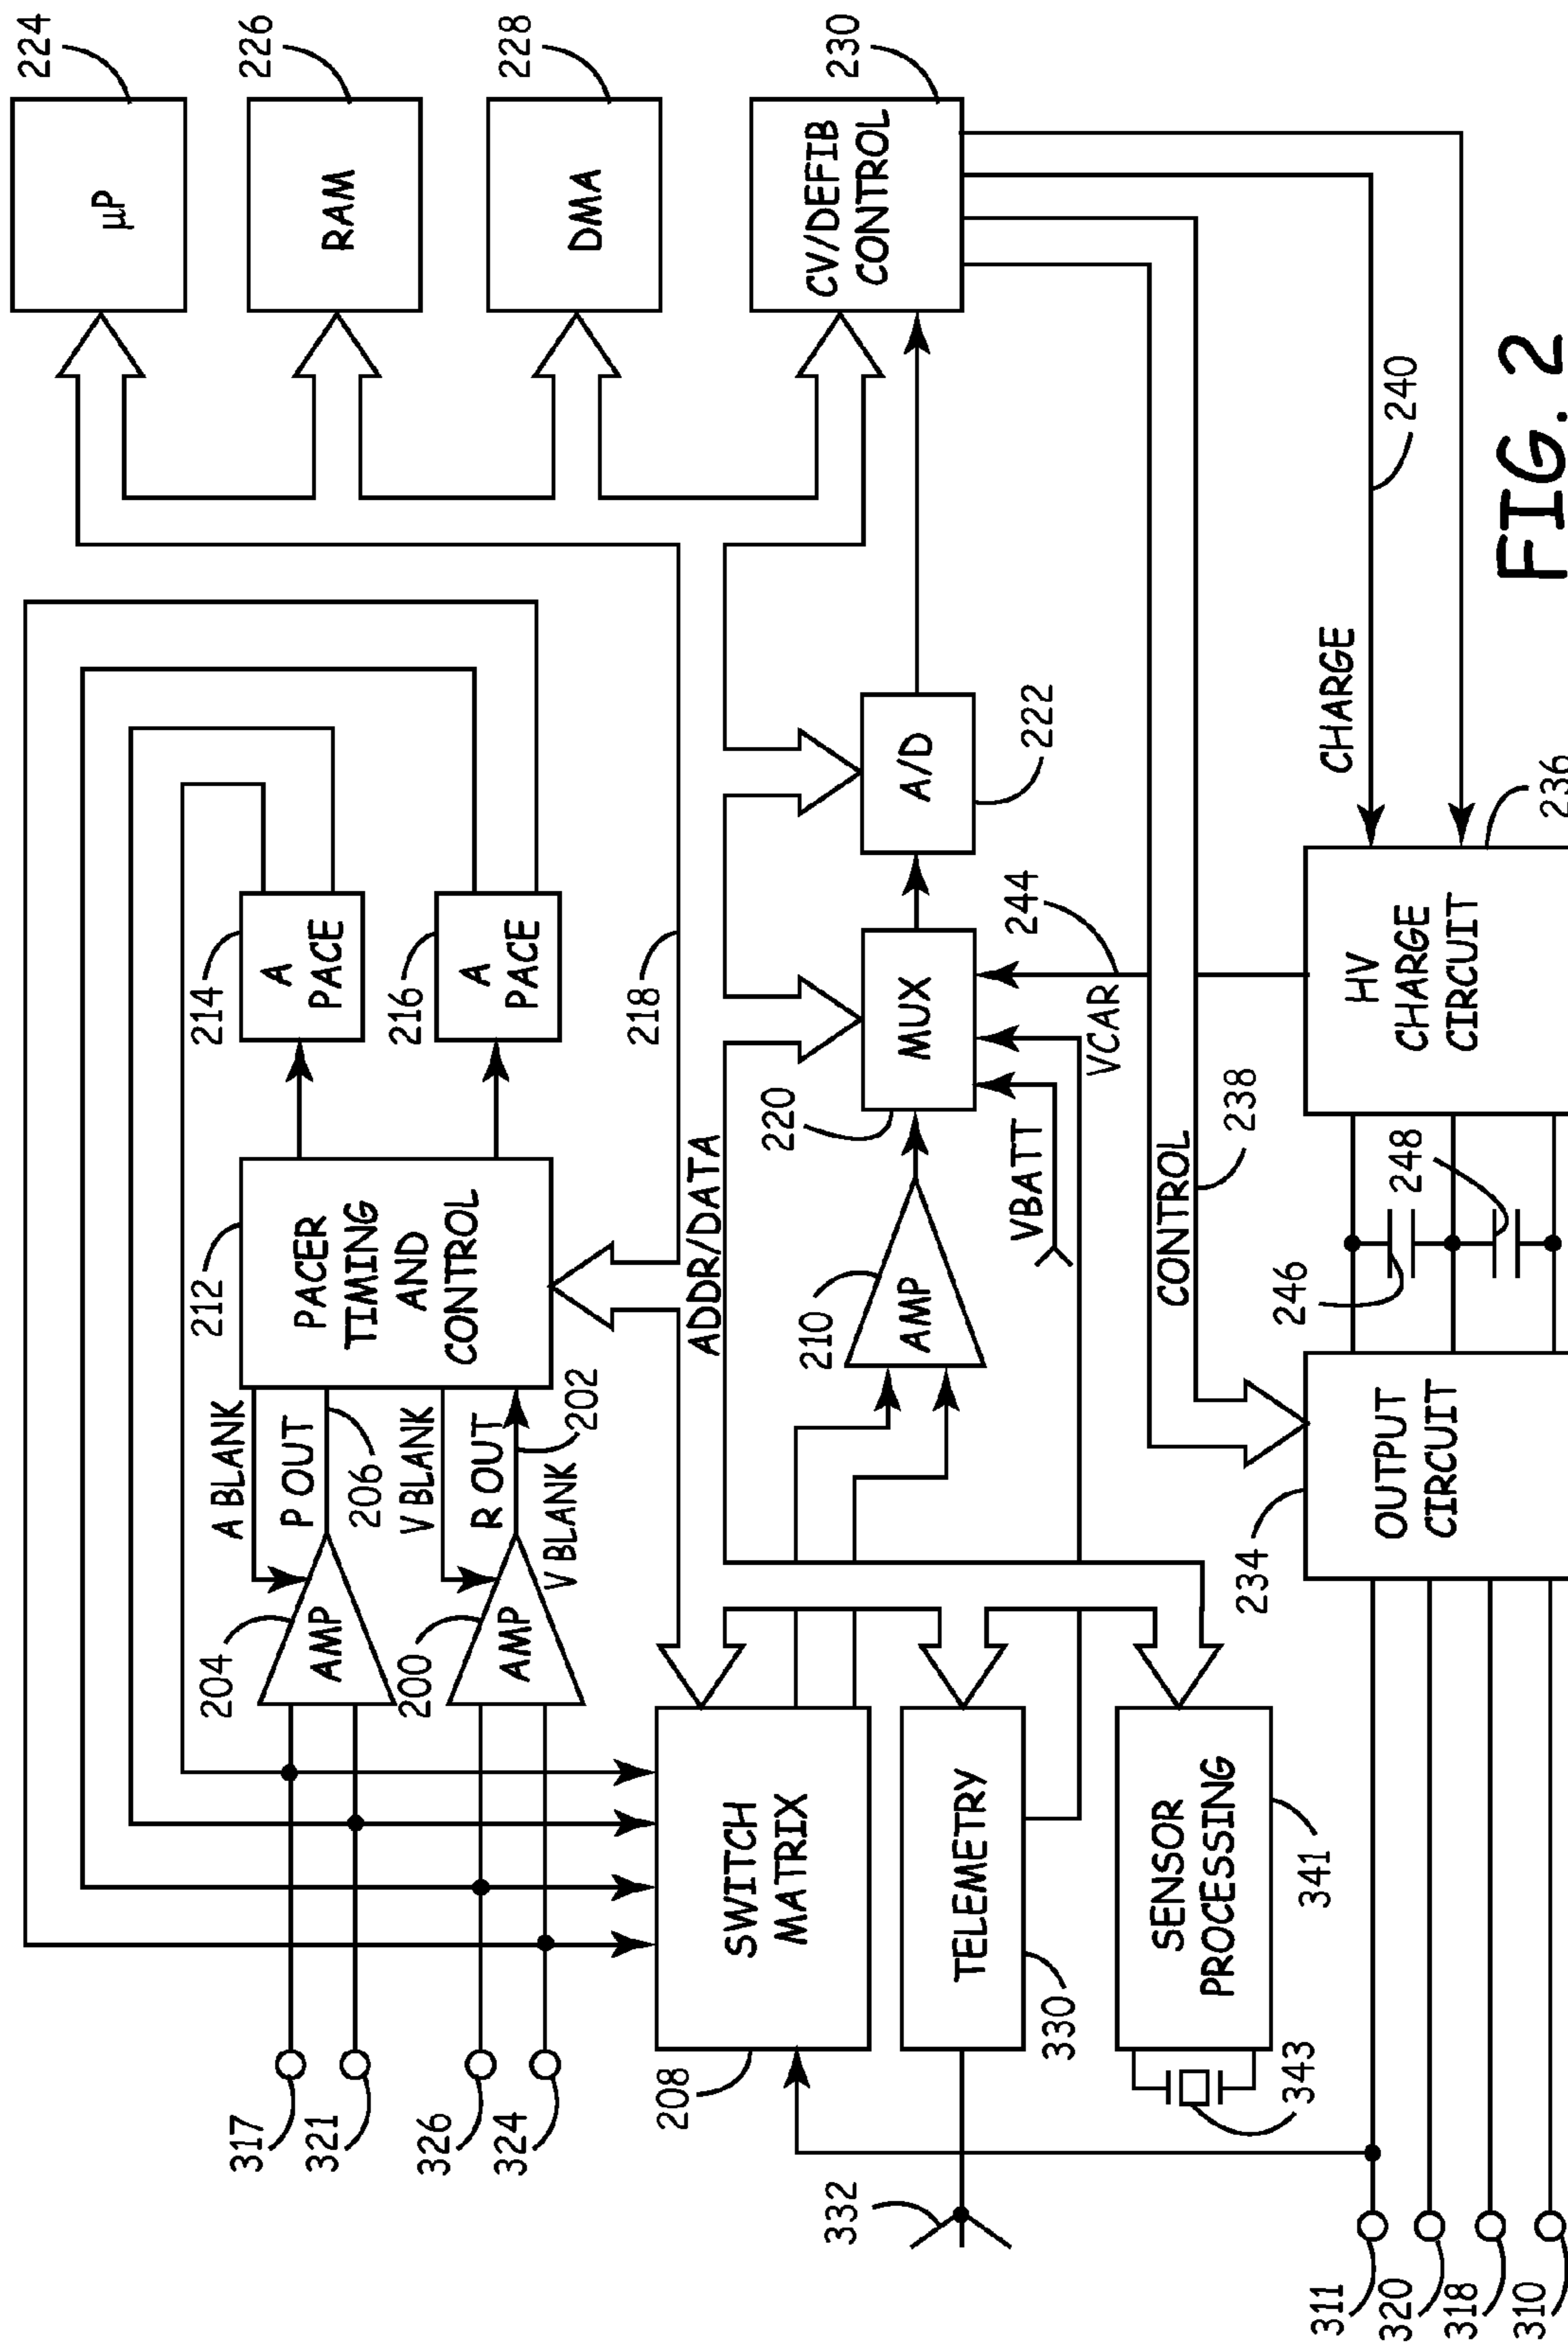 317
321
326
324
204
AMP
200
AMP
A BLANK
P OUT
206
V BLANK
R OUT
202
V BLANK
212
PACER
TIMING
AND
CONTROL
214
A
PACE
216
A
PACE
218
ADDR/DATA
224
µP
226
RAM
228
DMA
230
CV/DEFIB
CONTROL
208
SWITCH
MATRIX
332
TELEMETRY
330
SENSOR
PROCESSING
341
343
210
AMP
220
MUX
A/D
222
VBATT
VCAR
244
CONTROL
238
CHARGE
240
311
320
318
310
234
OUTPUT
CIRCUIT
246
248
HV
CHARGE
CIRCUIT
236
FIG. 2